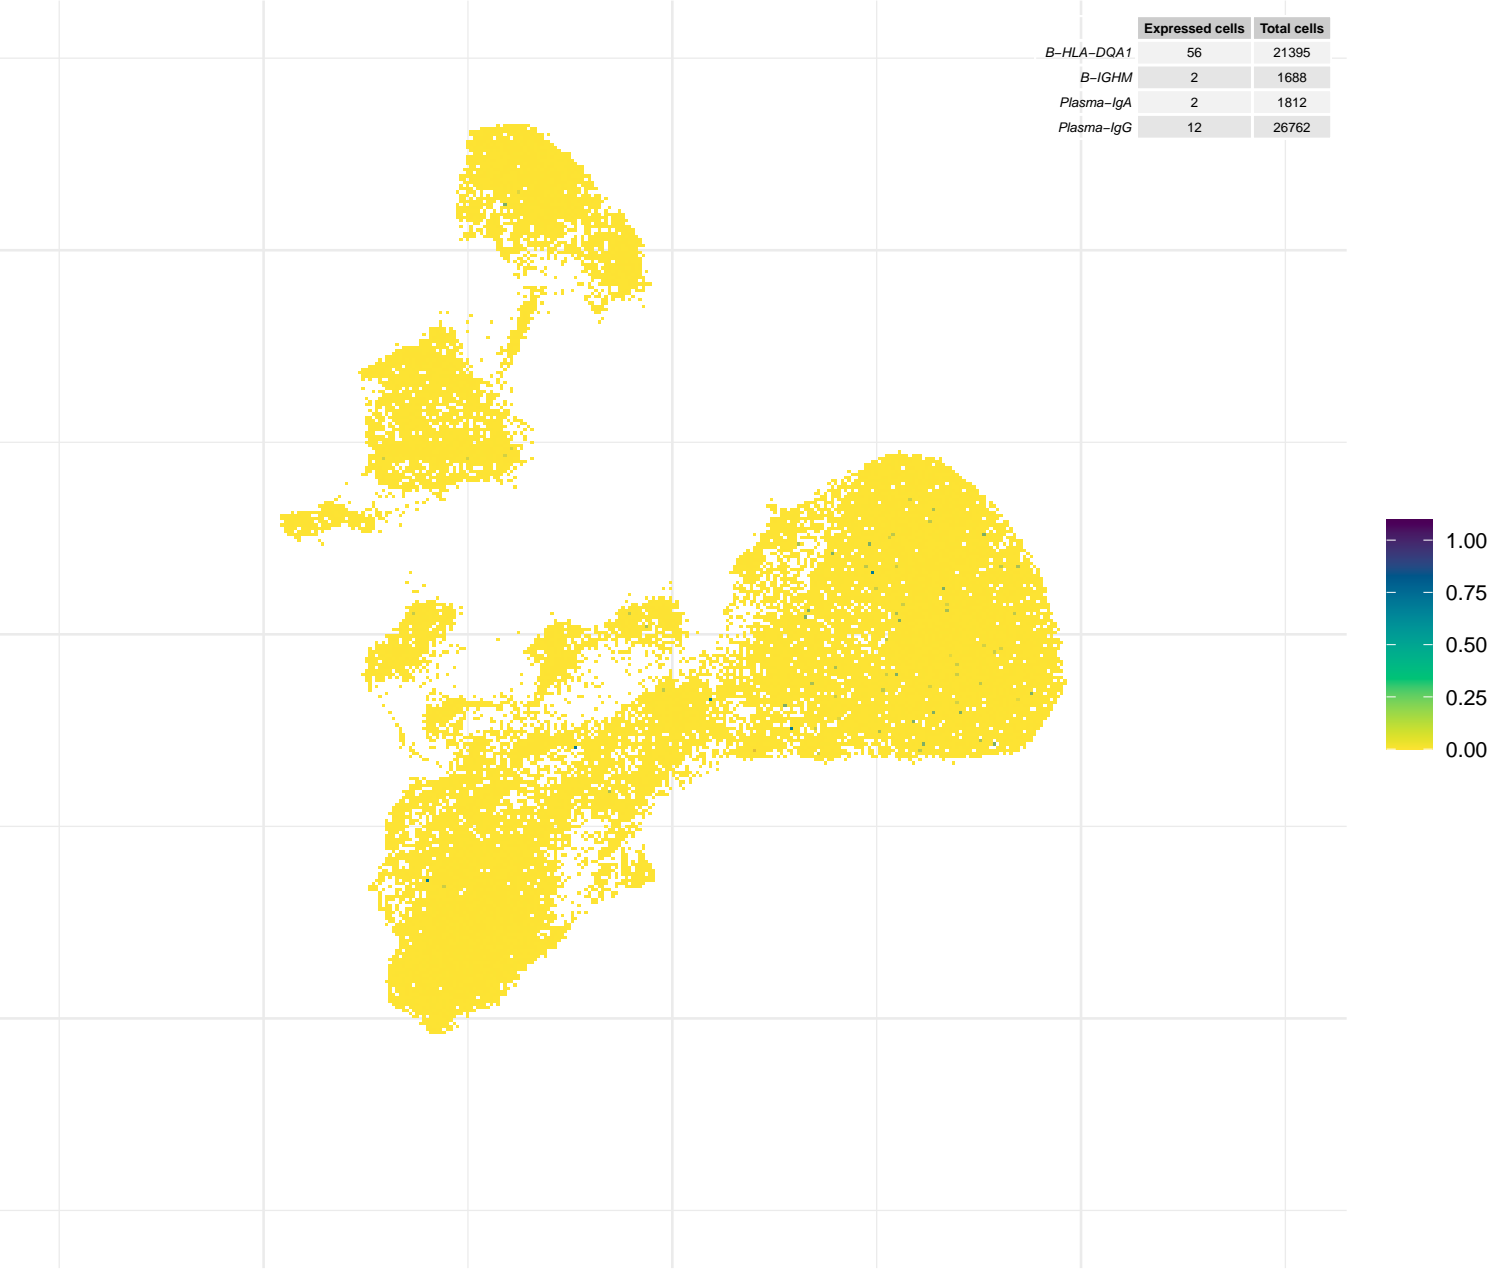 Expressed cells Total cells
B−HLA−DQA1 56 21395
B−IGHM 2 1688
Plasma−IgA 2 1812
Plasma−IgG 12 26762
1.00
0.75
0.50
0.25
0.00